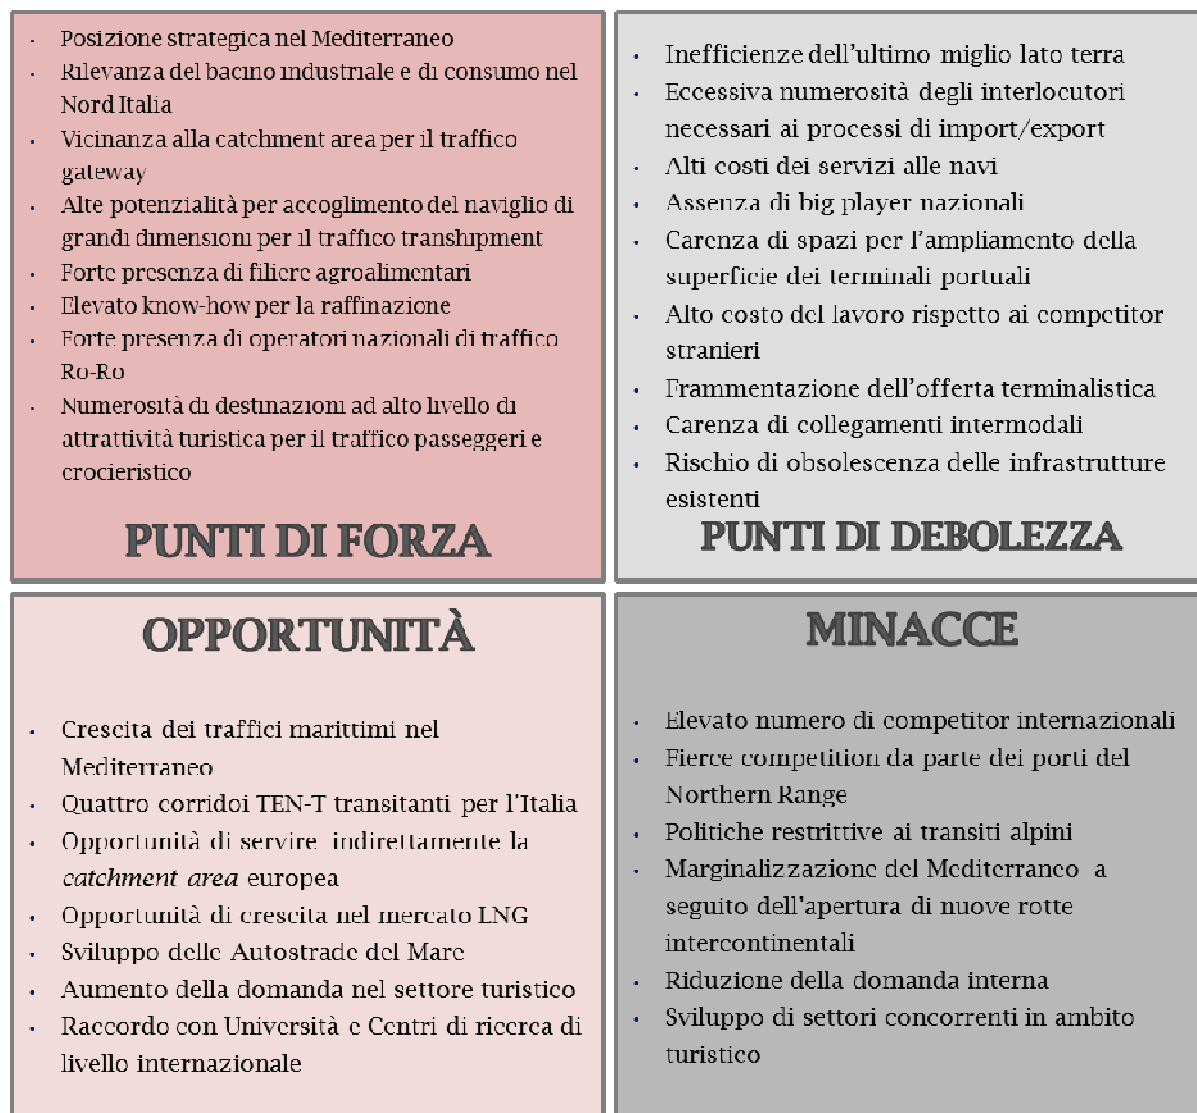 Posizione strategica nel Mediterraneo
Rilevanza del bacino industriale e di consumo nel
Nord Italia
Vicinanza alla catchment area per il traffico
gateway
Alte potenzialità per accoglimento del naviglio di
grandi dimensioni per il traffico transhipment
Forte presenza di filiere agroalimentari
Elevato know-how per la raffinazione
Forte presenza di operatori nazionali di traffico
Ro-Ro
Numerosità di destinazioni ad alto livello di
attrattività turistica per il traffico passeggeri e
crocieristico
PUNTI DI FORZA
Inefficienze dell'ultimo miglio lato terra
Eccessiva numerosità degli interlocutori
necessari ai processi di import/export
Alti costi dei servizi alle navi
Assenza di big player nazionali
Carenza di spazi per l'ampliamento della
superficie dei terminali portuali
Alto costo del lavoro rispetto ai competitor
stranieri
Frammentazione dell'offerta terminalistica
Carenza di collegamenti intermodali
Rischio di obsolescenza delle infrastrutture
esistenti
PUNTI DI DEBOLEZZA
OPPORTUNITÀ
Crescita dei traffici marittimi nel
Mediterraneo
Quattro corridoi TEN-T transitanti per l'Italia
Opportunità di servire indirettamente la
catchment area europea
Opportunità di crescita nel mercato LNG
Sviluppo delle Autostrade del Mare
Aumento della domanda nel settore turistico
Raccordo con Università e Centri di ricerca di
livello internazionale
MINACCE
Elevato numero di competitor internazionali
Fierce competition da parte dei porti del
Northern Range
Politiche restrittive ai transiti alpini
Marginalizzazione del Mediterraneo a
seguito dell'apertura di nuove rotte
intercontinentali
Riduzione della domanda interna
Sviluppo di settori concorrenti in ambito
turistico